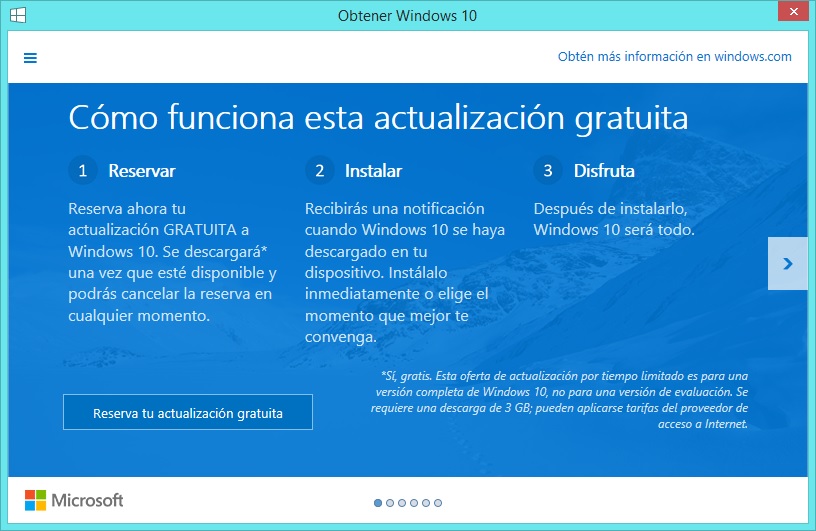 Obtener Windows 10
Obtén más información en windows.com
Cómo funciona esta actualización gratuita
1 Reservar
Reserva ahora tu
actualización GRATUITA a
Windows 10. Se descargará*
una vez que esté disponible y
podrás cancelar la reserva en
cualquier momento.
2 Instalar
Recibirás una notificación
cuando Windows 10 se haya
descargado en tu
dispositivo. Instálalo
inmediatamente o elige el
momento que mejor te
convenga.
3 Disfruta
Después de instalarlo,
Windows 10 será todo.
*Sí, gratis. Esta oferta de actualización por tiempo limitado es para una
versión completa de Windows 10, no para una versión de evaluación. Se
requiere una descarga de 3 GB; pueden aplicarse tarifas del proveedor de
acceso a Internet.
Reserva tu actualización gratuita
Microsoft